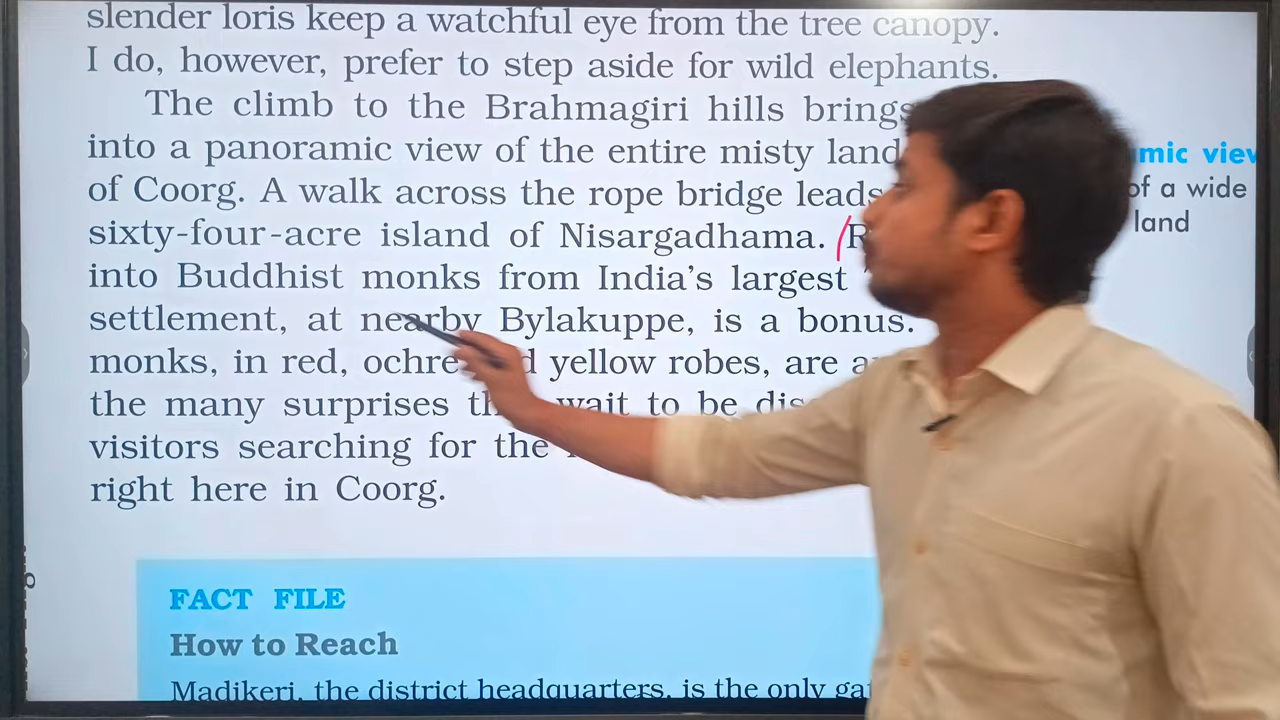 slender loris keep a watchful eye from the tree canopy.
I do, however, prefer to step aside for wild elephants.
The climb to the Brahmagiri hills brings
into a panoramic view of the entire misty land
of Coorg. A walk across the rope bridge leads
sixty-four-acre island of Nisargadhama.
into Buddhist monks from India's largest
settlement, at nearby Bylakuppe, is a bonus.
monks, in red, ochre yellow robes, are
the many surprises wait to be
visitors searching for the
right here in Coorg.
mic view
of a wide
land
FACT FILE
How to Reach
Madikeri, the district headquarters, is the only